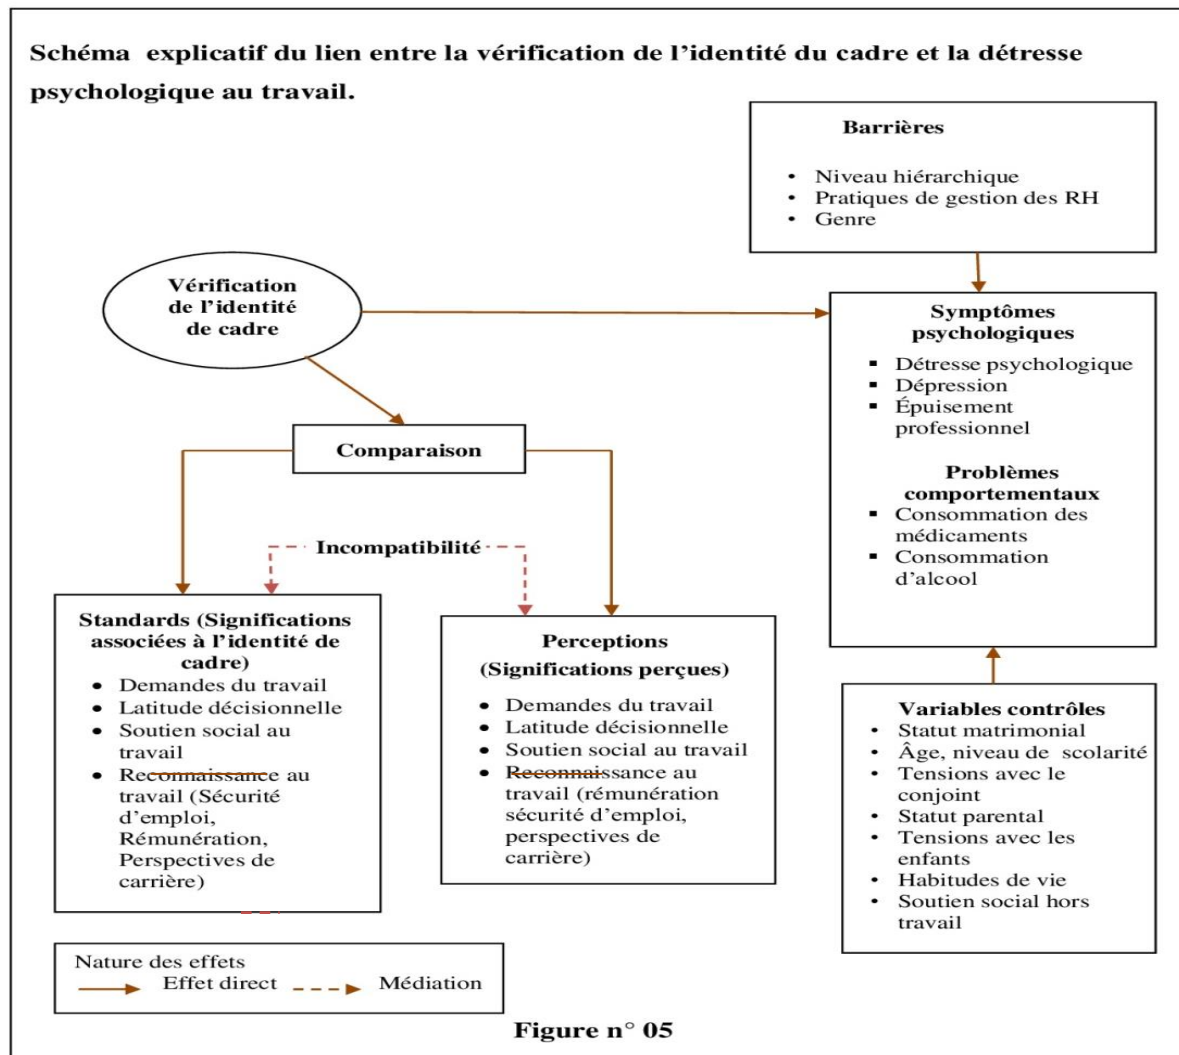 Schéma explicatif du lien entre la vérification de l’identité du cadre et la détresse
psychologique au travail.
Barrières
• Niveau hiérarchique
• Pratiques de gestion des RH
• Genre
Vérification
de l’identité
de cadre
Symptômes
psychologiques
▪ Détresse psychologique
▪ Dépression
▪ Épuisement
professionnel
Problèmes
comportementaux
▪ Consommation des
médicaments
▪ Consommation
d’alcool
Comparaison
Incompatibilité
Standards (Significations
associées à l’identité de
cadre)
• Demandes du travail
• Latitude décisionnelle
• Soutien social au
travail
• Reconnaissance au
travail (Sécurité
d’emploi,
Rémunération,
Perspectives de
carrière)
Perceptions
(Significations perçues)
• Demandes du travail
• Latitude décisionnelle
• Soutien social au travail
• Reconnaissance au
travail (rémunération
sécurité d’emploi,
perspectives de
carrière)
Variables contrôles
• Statut matrimonial
• Âge, niveau de scolarité
• Tensions avec le
conjoint
• Statut parental
• Tensions avec les
enfants
• Habitudes de vie
• Soutien social hors
travail
Nature des effets
Effet direct Médiation
Figure n° 05